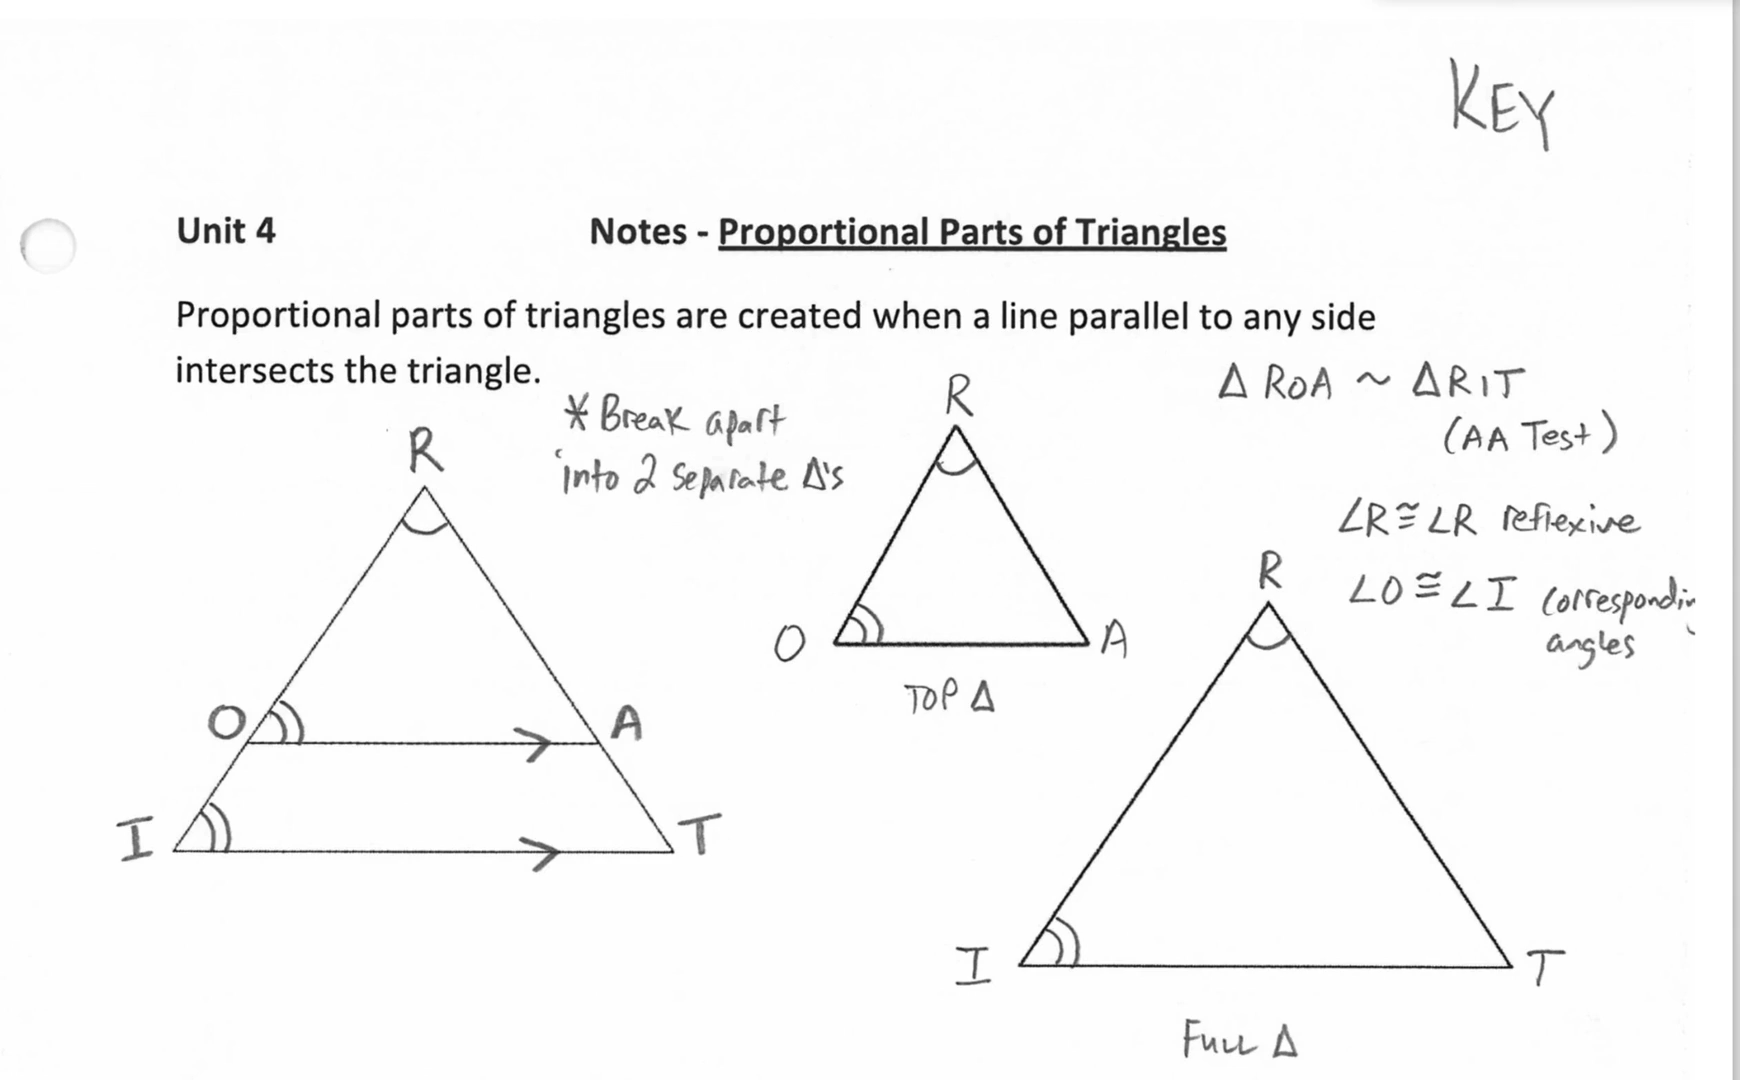 KEY
Unit 4 Notes - Proportional Parts of Triangles
Proportional parts of triangles are created when a line parallel to any side
intersects the triangle.
* Break apart
into 2 separate Δ's
R
O A
I T
R
O A
TOP Δ
Δ ROA ~ ΔRIT
(AA Test)
∠R ≅ ∠R reflexive
∠O ≅ ∠I correspondin
angles
R
I T
FULL Δ